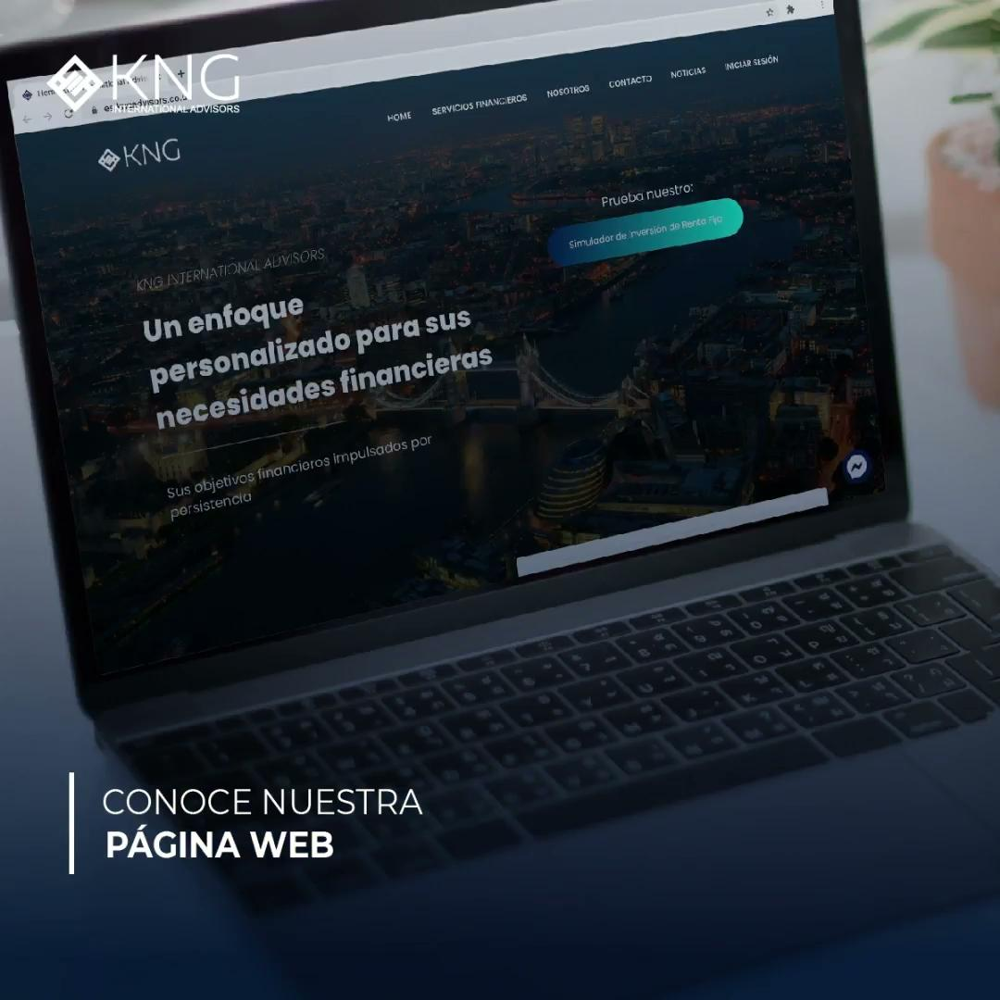 KNG
INTERNATIONAL ADVISORS
HOME
SERVICIOS FINANCIEROS
NOSOTROS
CONTACTO
NOTICIAS
INICIAR SESIÓN
KNG
Prueba nuestro:
Simulador de Inversión de Renta Fija
KNG INTERNATIONAL ADVISORS
Un enfoque
personalizado para sus
necesidades financieras
Sus objetivos financieros impulsados por
persistencia
CONOCE NUESTRA
PÁGINA WEB